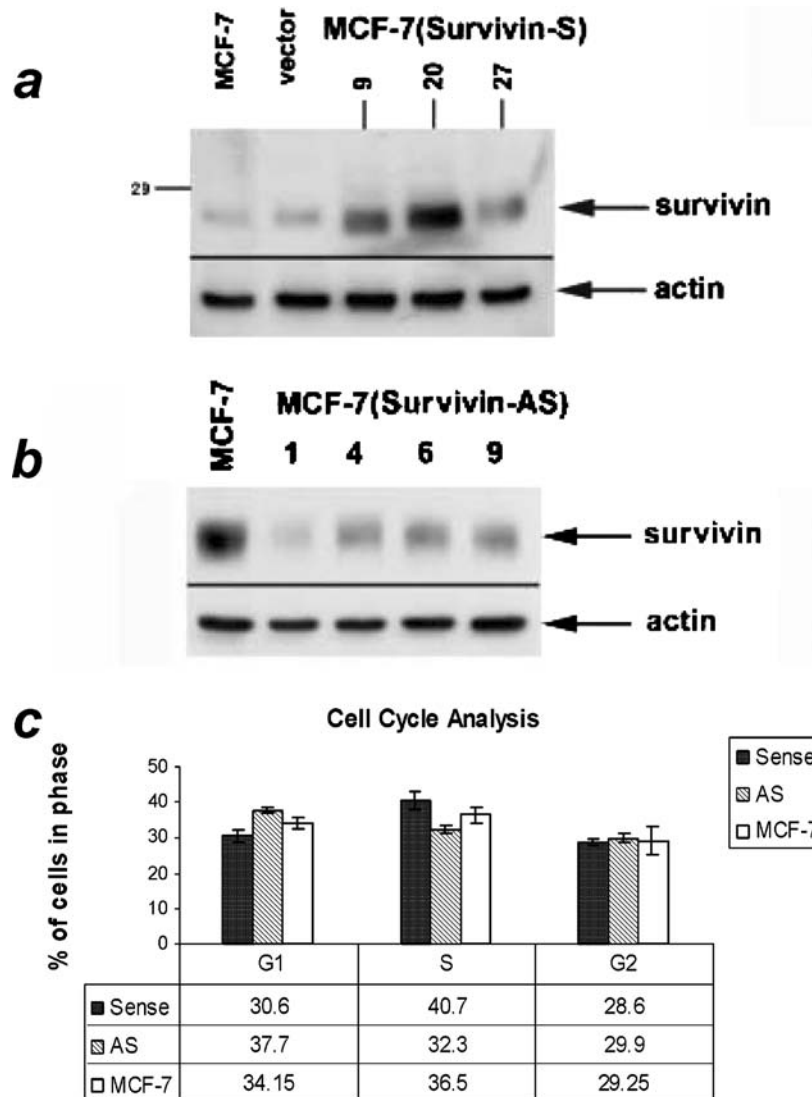 a
MCF-7
vector
MCF-7(Survivin-S)
9
20
27
29
survivin
actin
b
MCF-7
MCF-7(Survivin-AS)
1 4 6 9
survivin
actin
c
Cell Cycle Analysis
% of cells in phase
50
40
30
20
10
0
Sense
AS
MCF-7
G1 S G2
Sense 30.6 40.7 28.6
AS 37.7 32.3 29.9
MCF-7 34.15 36.5 29.25